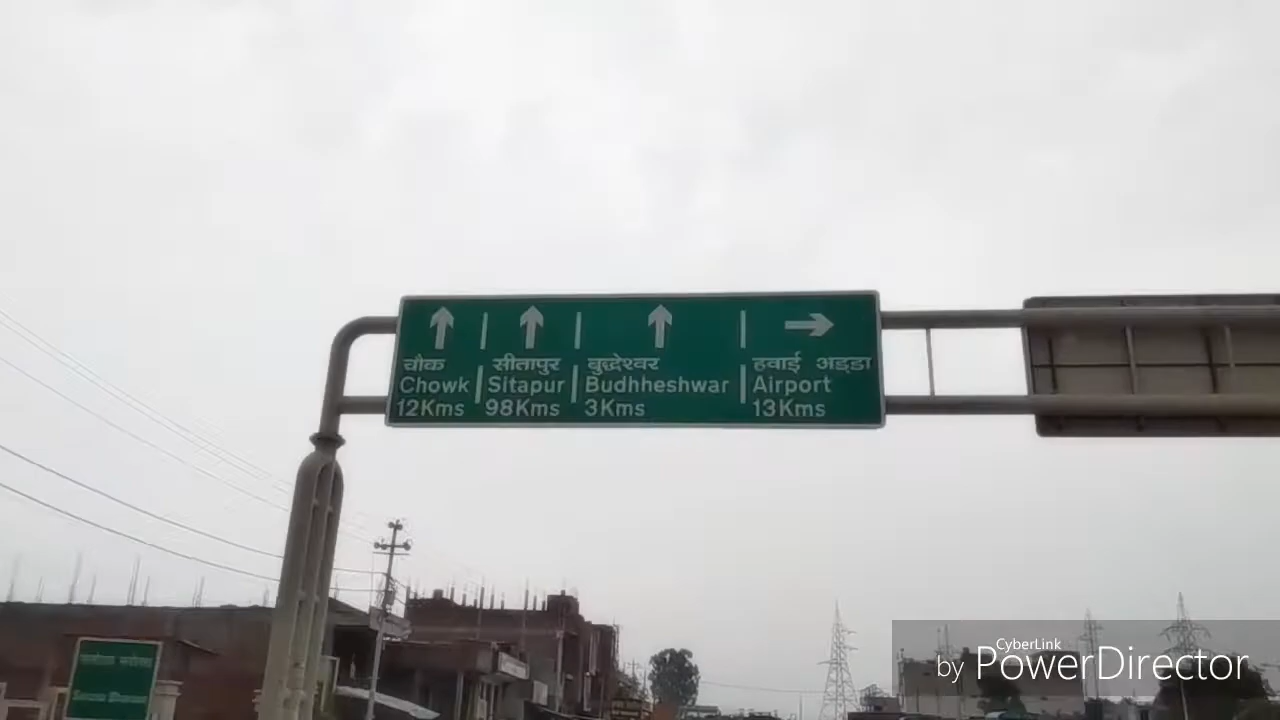 चौक
Chowk
12Kms
सीतापुर
Sitapur
98Kms
बुद्धेश्वर
Budhheshwar
3Kms
हवाई अड्डा
Airport
13Kms
CyberLink
by PowerDirector